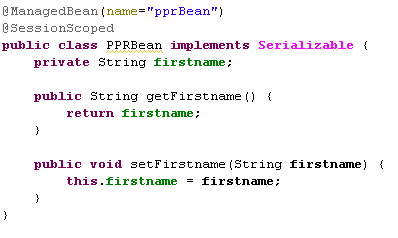 @ManagedBean(name="pprBean")
@SessionScoped
public class PPRBean implements Serializable {
    private String firstname;

    public String getFirstname() {
        return firstname;
    }

    public void setFirstname(String firstname) {
        this.firstname = firstname;
    }
}